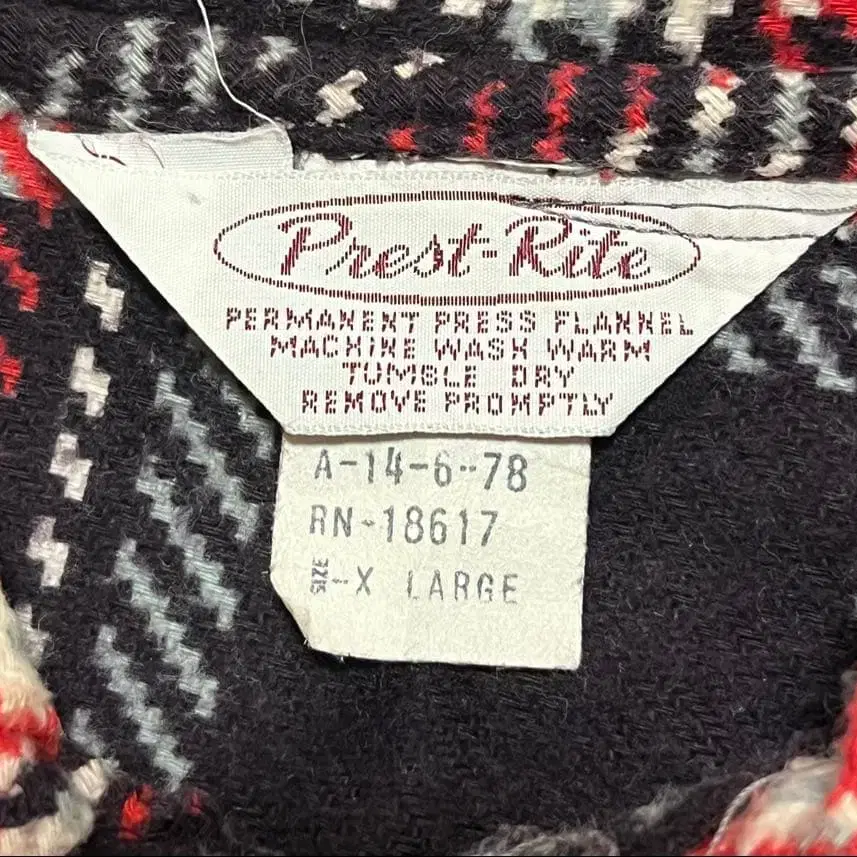 Prest-Rite
PERMANENT PRESS FLANNEL
MACHINE WASH WARM
TUMBLE DRY
REMOVE PROMPTLY
A-14-6-78
RN-18617
SIZE-X LARGE